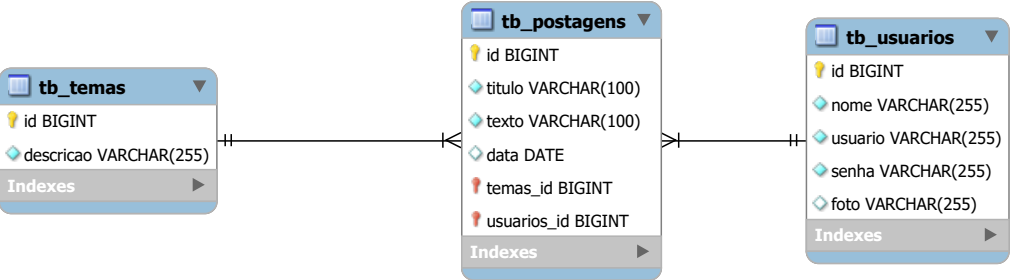 tb_temas
id BIGINT
descricao VARCHAR(255)
Indexes
tb_postagens
id BIGINT
titulo VARCHAR(100)
texto VARCHAR(100)
data DATE
temas_id BIGINT
usuarios_id BIGINT
Indexes
tb_usuarios
id BIGINT
nome VARCHAR(255)
usuario VARCHAR(255)
senha VARCHAR(255)
foto VARCHAR(255)
Indexes